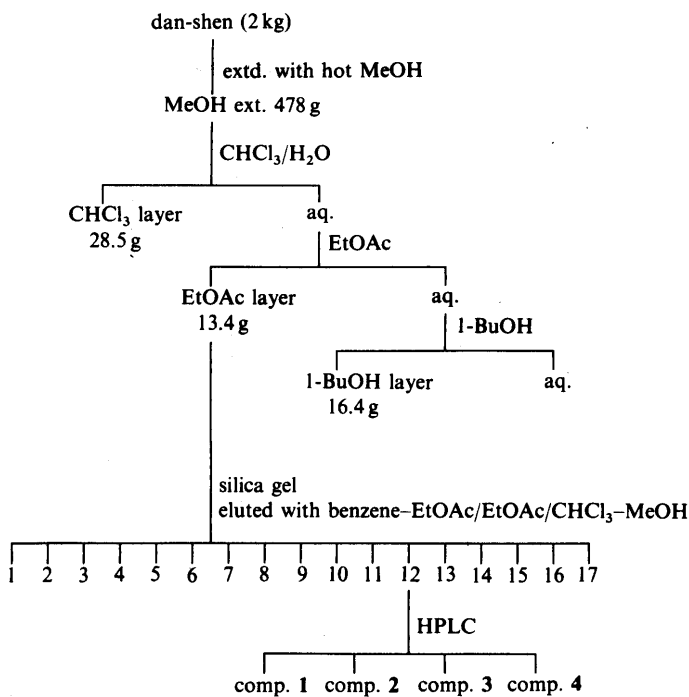 dan-shen (2 kg)
extd. with hot MeOH
MeOH ext. 478 g
CHCl₃/H₂O
CHCl₃ layer aq.
28.5 g
EtOAc
EtOAc layer aq.
13.4 g
1-BuOH
1-BuOH layer aq.
16.4 g
silica gel
eluted with benzene–EtOAc/EtOAc/CHCl₃–MeOH
1 2 3 4 5 6 7 8 9 10 11 12 13 14 15 16 17
HPLC
comp. 1 comp. 2 comp. 3 comp. 4